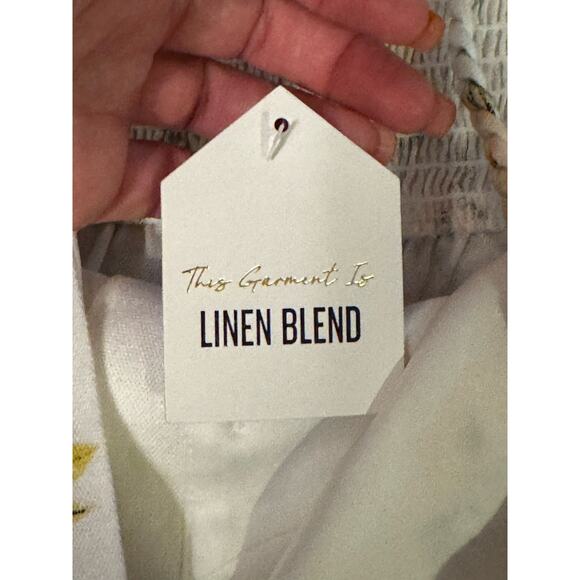 This Garment Is
LINEN BLEND